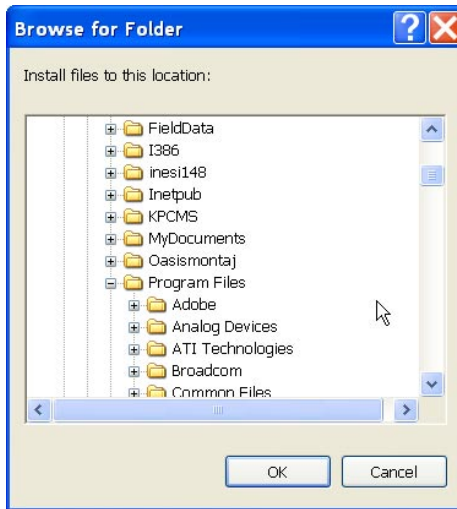 Browse for Folder
Install files to this location:
FieldData
I386
inesi148
Inetpub
KPCMS
MyDocuments
Oasismontaj
Program Files
Adobe
Analog Devices
ATI Technologies
Broadcom
Common Files
OK
Cancel